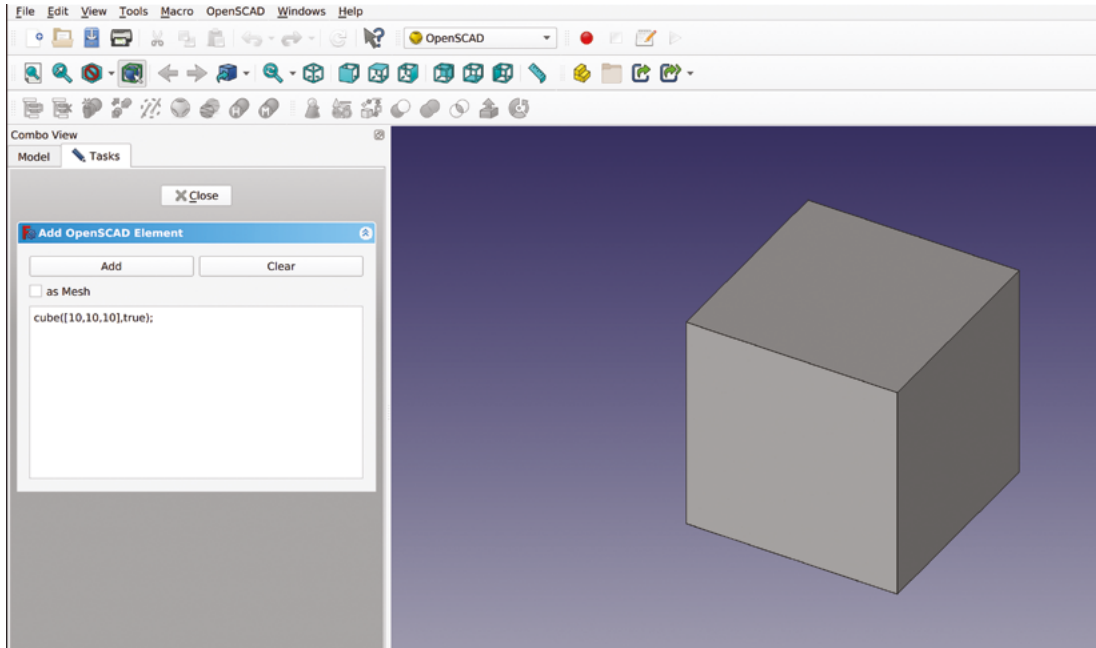 File Edit View Tools Macro OpenSCAD Windows Help
OpenSCAD
Combo View
Model Tasks
Close
Add OpenSCAD Element
Add Clear
as Mesh
cube([10,10,10],true);